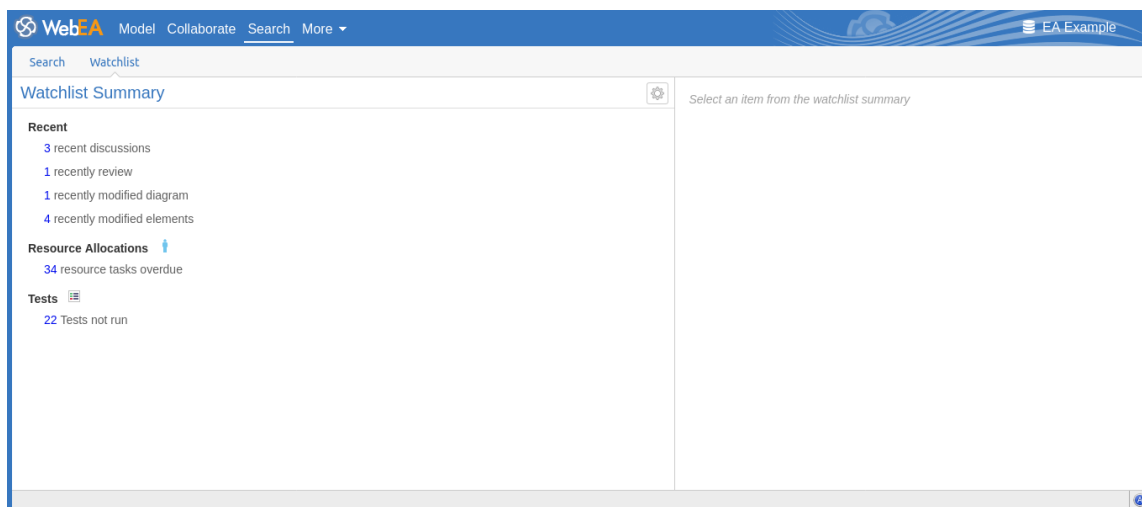 WebEA Model Collaborate Search More EA Example
Search Watchlist
Watchlist Summary
Select an item from the watchlist summary
Recent
3 recent discussions
1 recently review
1 recently modified diagram
4 recently modified elements
Resource Allocations
34 resource tasks overdue
Tests
22 Tests not run